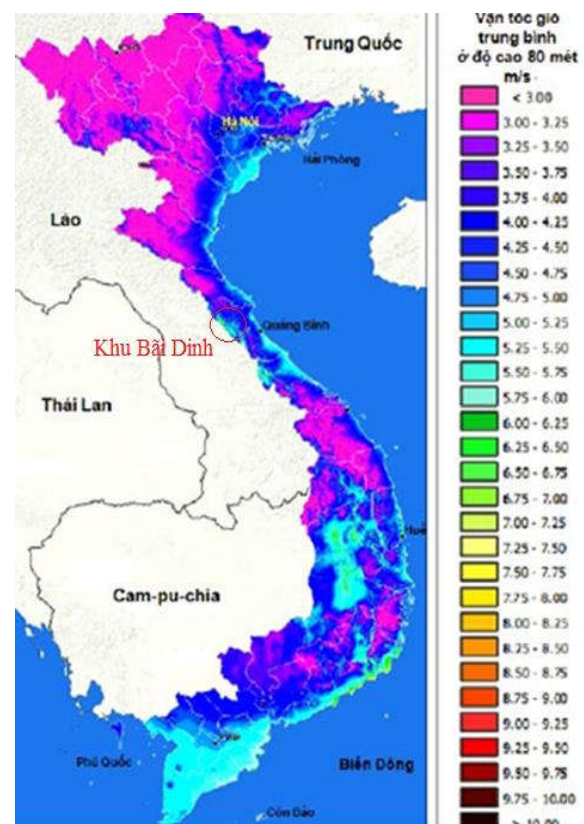 Trung Quốc
Hà Nội
Hải Phòng
Lào
Quảng Bình
Khu Bãi Dinh
Thái Lan
Huế
Cam-pu-chia
Phú Quốc
Biển Đông
Côn Đảo
Vận tốc gió
trung bình
ở độ cao 80 mét
m/s
< 3.00
3.00 - 3.25
3.25 - 3.50
3.50 - 3.75
3.75 - 4.00
4.00 - 4.25
4.25 - 4.50
4.50 - 4.75
4.75 - 5.00
5.00 - 5.25
5.25 - 5.50
5.50 - 5.75
5.75 - 6.00
6.00 - 6.25
6.25 - 6.50
6.50 - 6.75
6.75 - 7.00
7.00 - 7.25
7.25 - 7.50
7.50 - 7.75
7.75 - 8.00
8.00 - 8.25
8.25 - 8.50
8.50 - 8.75
8.75 - 9.00
9.00 - 9.25
9.25 - 9.50
9.50 - 9.75
9.75 - 10.00
> 10.00